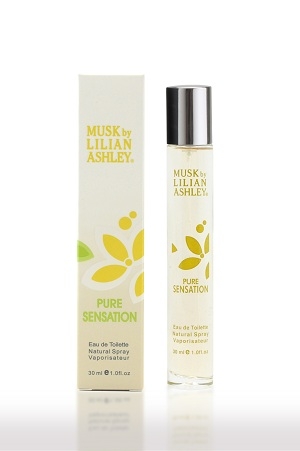 MUSK by
LILIAN
ASHLEY®
PURE
SENSATION
Eau de Toilette
Natural Spray
Vaporisateur
30 ml e 1.0fl.oz
MUSK by
LILIAN
ASHLEY®
PURE
SENSATION
Eau de Toilette
Natural Spray
Vaporisateur
30 ml e 1.0fl.oz